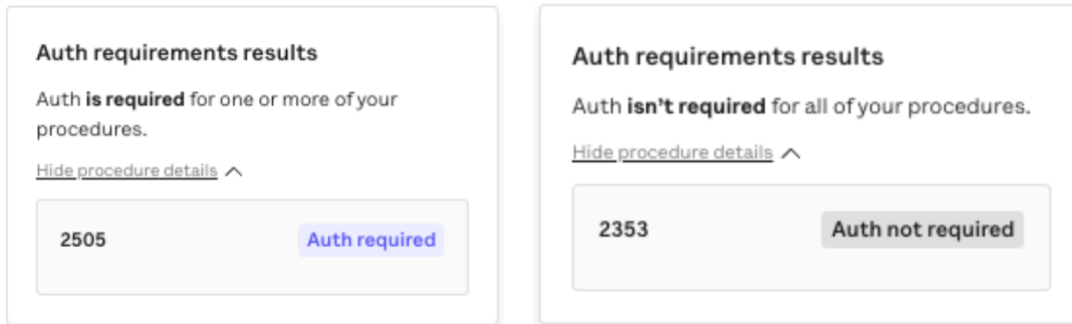 Auth requirements results
Auth is required for one or more of your
procedures.
Hide procedure details
2505
Auth required
Auth requirements results
Auth isn't required for all of your procedures.
Hide procedure details
2353
Auth not required